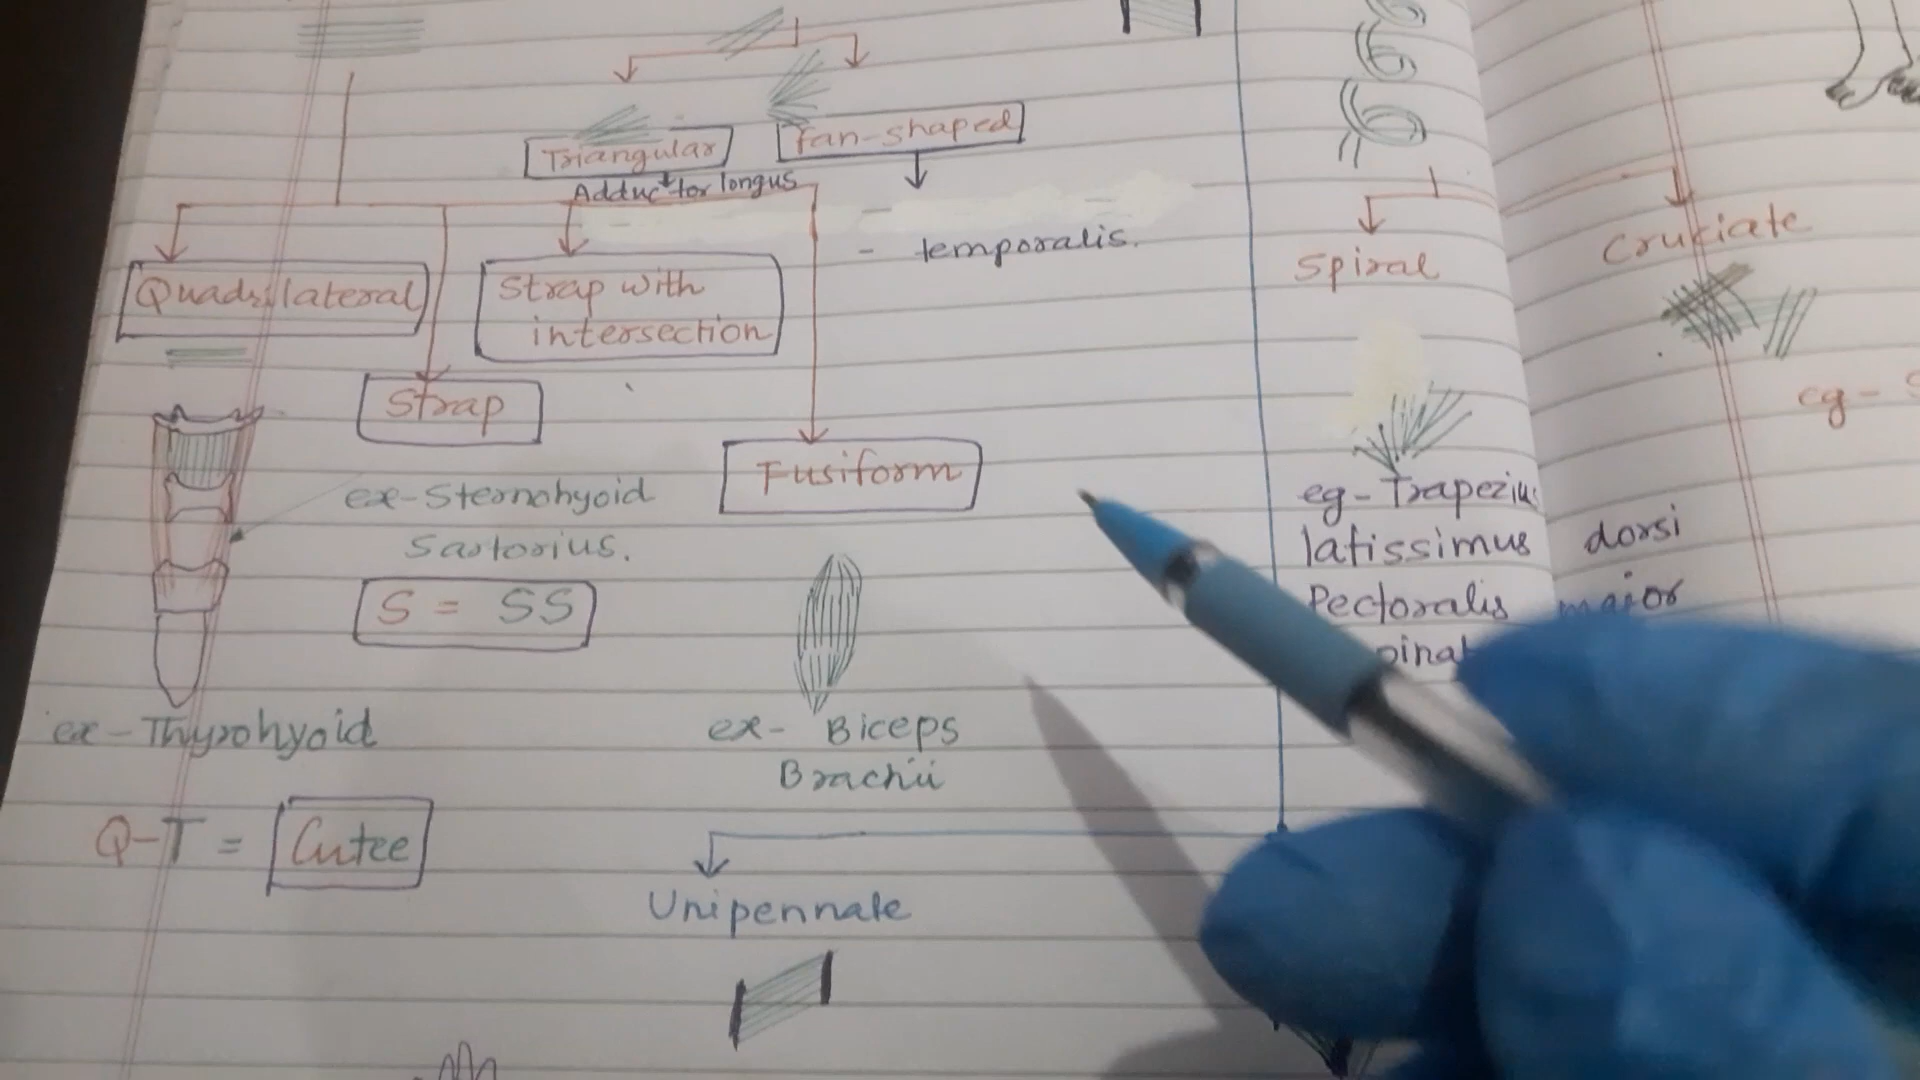 Triangular
fan-shaped
Adductor longus
- temporalis.
Quadrilateral
Strap with
intersection
Strap
Fusiform
ex-Sternohyoid
Sartorius.
S = SS
ex-Thyrohyoid
Q-T = Cutee
ex- Biceps
Brachii
Unipennate
Spiral
Cruciate
eg-
eg-Trapeziu
latissimus dorsi
Pectoralis major